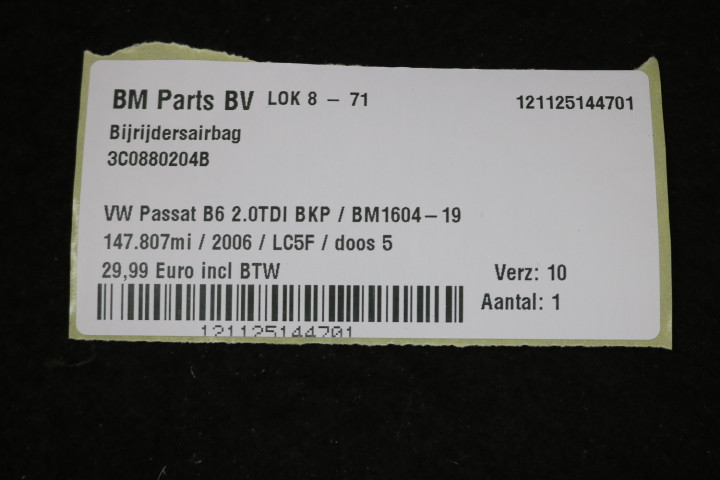 BM Parts BV LOK 8 - 71 121125144701
Bijrijdersairbag
3C0880204B
VW Passat B6 2.0TDI BKP / BM1604-19
147.807mi / 2006 / LC5F / doos 5
29,99 Euro incl BTW Verz: 10
Aantal: 1
121125144701